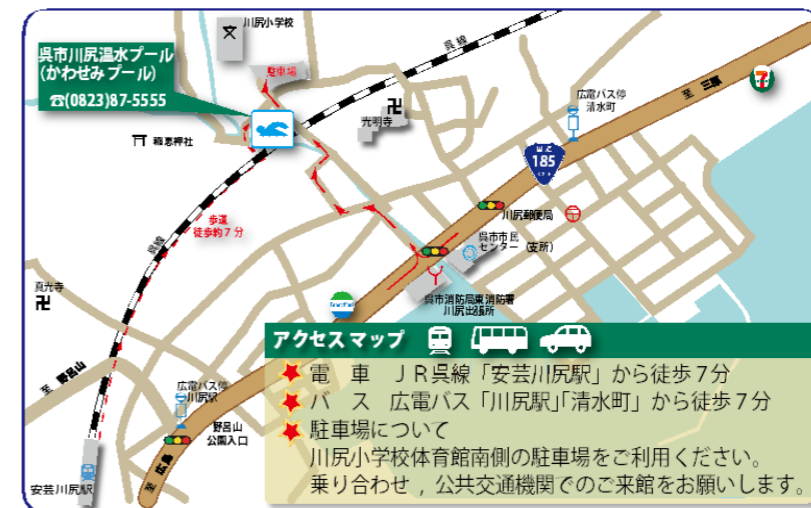 川尻小学校
呉線
呉市川尻温水プール
(かわせみプール)
☎(0823)87-5555
駐車場
至 三原
7
広電バス停
清水町
光明寺
稲荷神社
185
川尻郵便局
歩道
徒歩約7分
呉線
呉市市民
センター (支所)
真光寺
呉市消防局東消防署
川尻出張所
アクセスマップ
至 野呂山
広電バス停
川尻駅
★ 電 車 JR呉線「安芸川尻駅」から徒歩7分
★ バ ス 広電バス「川尻駅」「清水町」から徒歩7分
野呂山
公園入口
★ 駐車場について
川尻小学校体育館南側の駐車場をご利用ください。
至 広島
安芸川尻駅
乗り合わせ , 公共交通機関でのご来館をお願いします。